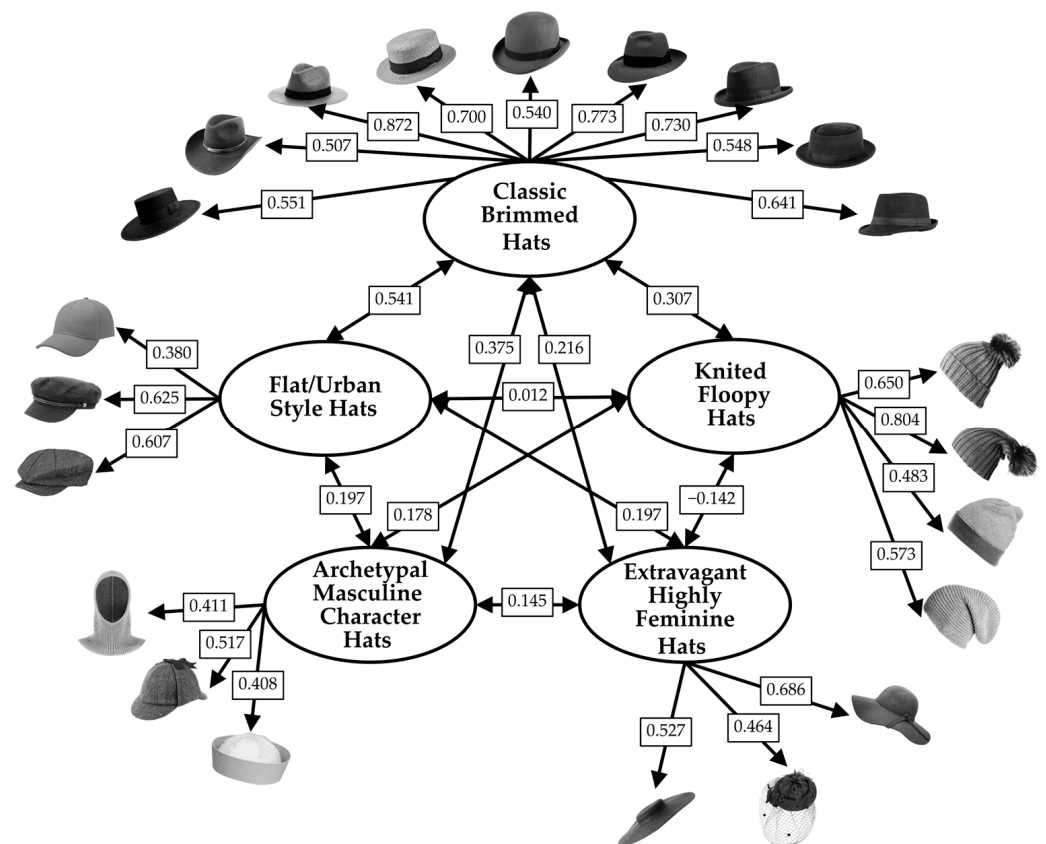 0.540
0.700
0.773
0.872
0.730
0.507
0.548
0.551
0.641
Classic
Brimmed
Hats
0.541
0.307
0.375
0.216
0.380
0.625
0.607
Flat/Urban
Style Hats
0.012
Knited
Floopy
Hats
0.650
0.804
0.483
0.573
0.197
0.178
0.197
−0.142
Archetypal
Masculine
Character
Hats
0.145
Extravagant
Highly
Feminine
Hats
0.411
0.517
0.408
0.527
0.464
0.686